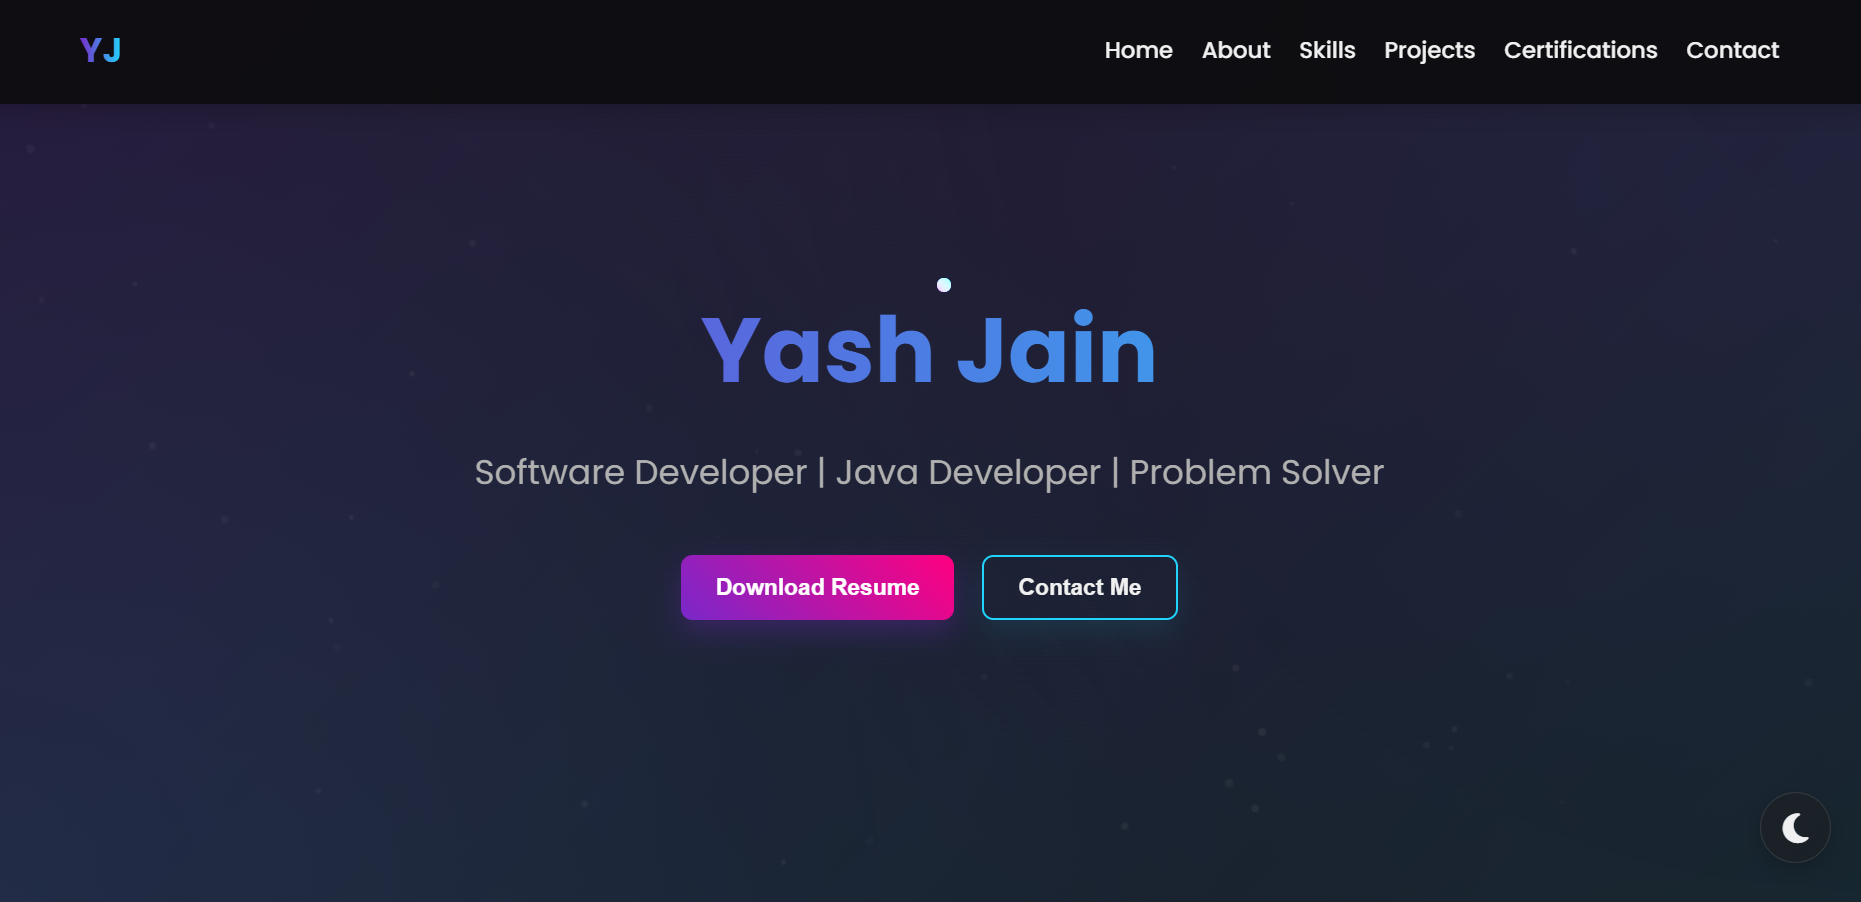 YJ
Home About Skills Projects Certifications Contact
Yash Jain
Software Developer | Java Developer | Problem Solver
Download Resume Contact Me